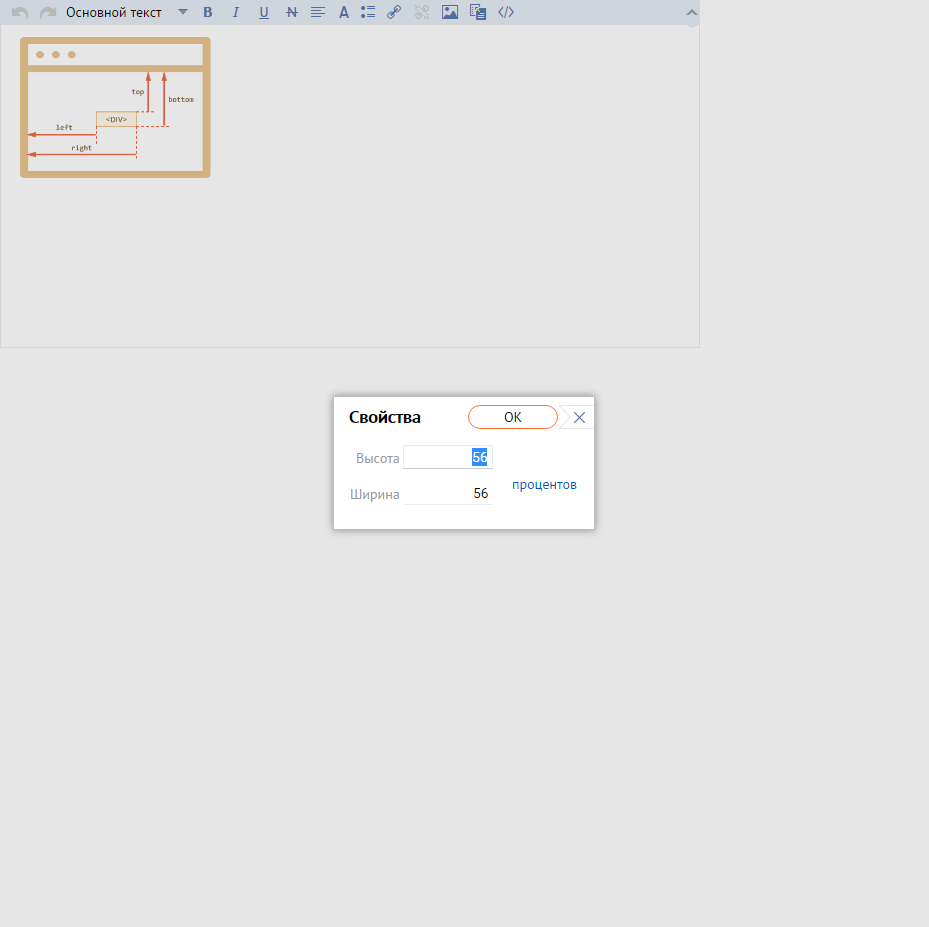 Основной текст B I U N A
top
bottom
<DIV>
left
right
Свойства OK
Высота 56
процентов
Ширина 56